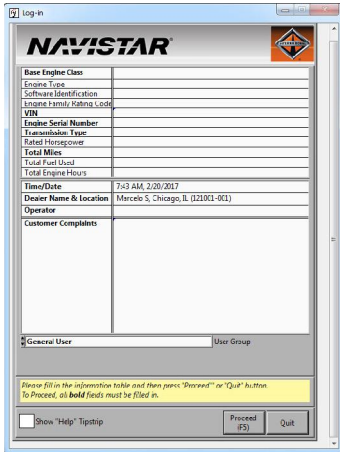 Log-in
NAVISTAR
INTERNATIONAL
Base Engine Class
Engine Type
Software Identification
Engine Family Rating Code
VIN
Engine Serial Number
Transmission Type
Rated Horsepower
Total Miles
Total Fuel Used
Total Engine Hours
Time/Date 7:43 AM, 2/20/2017
Dealer Name & Location Marcelo S, Chicago, IL (121001-001)
Operator
Customer Complaints
General User User Group
Please fill in the information table and then press "Proceed" or "Quit" button.
To Proceed, all bold fields must be filled in.
Show "Help" Tipstrip
Proceed
(F5)
Quit